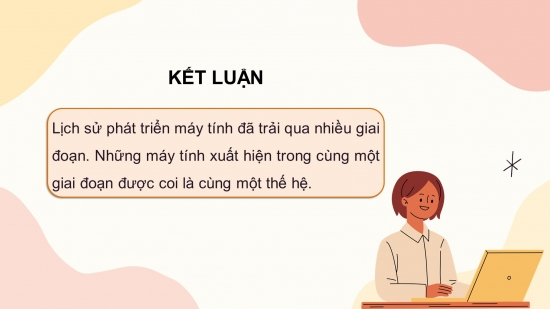 KẾT LUẬN
Lịch sử phát triển máy tính đã trải qua nhiều giai
đoạn. Những máy tính xuất hiện trong cùng một
giai đoạn được coi là cùng một thế hệ.